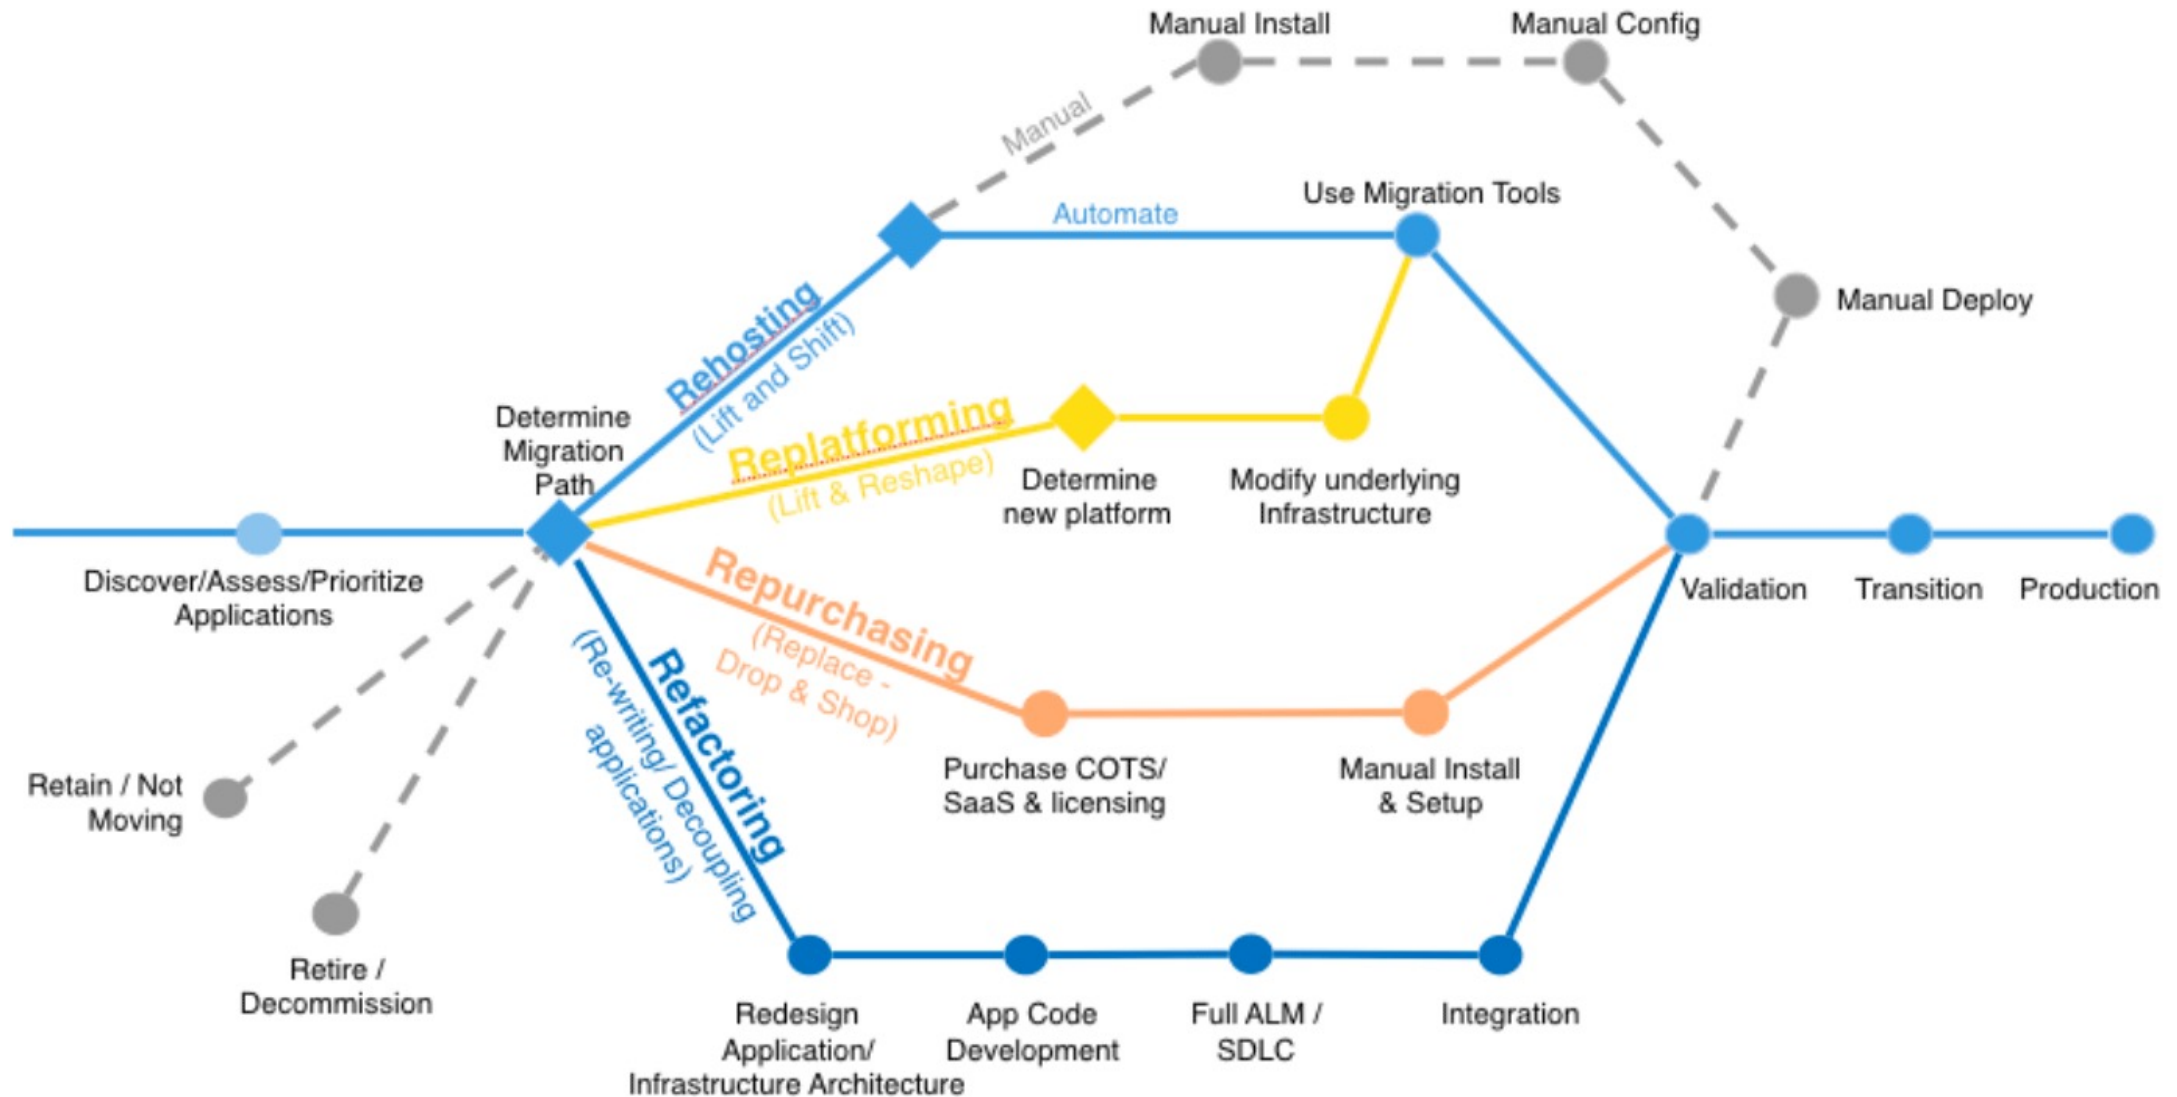 Manual Install
Manual Config
Manual
Use Migration Tools
Automate
Manual Deploy
Rehosting
(Lift and Shift)
Determine
Migration
Path
Replatforming
(Lift & Reshape)
Determine
new platform
Modify underlying
Infrastructure
Discover/Assess/Prioritize
Applications
Repurchasing
(Replace -
Drop & Shop)
Validation
Transition
Production
Refactoring
(Re-writing/ Decoupling
applications)
Retain / Not
Moving
Purchase COTS/
SaaS & licensing
Manual Install
& Setup
Retire /
Decommission
Redesign
Application/
Infrastructure Architecture
App Code
Development
Full ALM /
SDLC
Integration